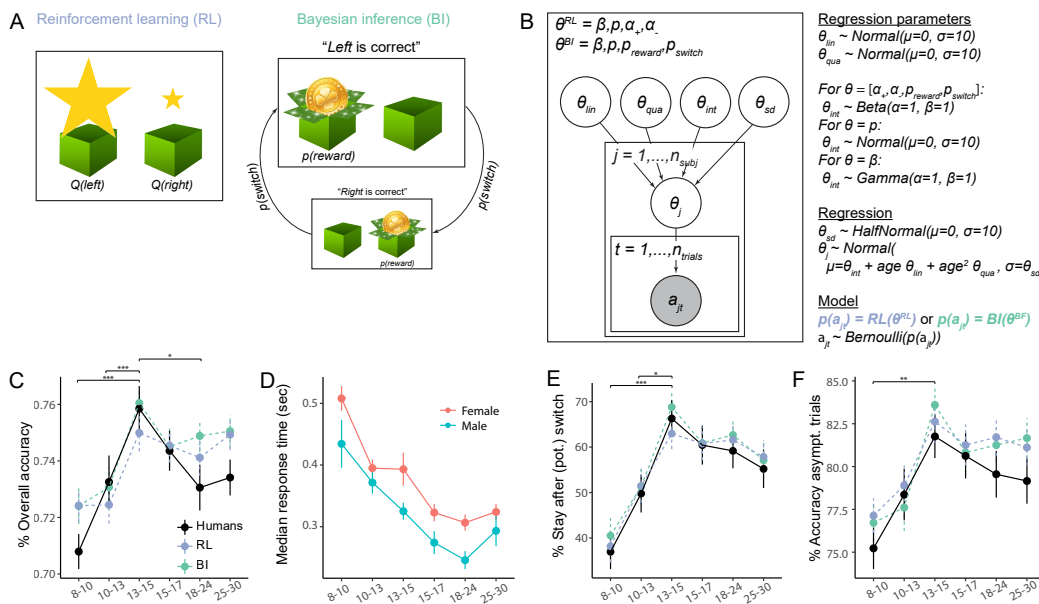 A
Reinforcement learning (RL)
Bayesian inference (BI)
"Left is correct"
Q(left)
Q(right)
p(reward)
p(switch)
p(switch)
"Right is correct"
p(reward)
B
θ^RL = β,p,α₊,α₋
θ^BI = β,p,p_reward,p_switch
θ_lin
θ_qua
θ_int
θ_sd
j = 1,...,n_subj
θ_j
t = 1,...,n_trials
a_jt
Regression parameters
θ_lin ~ Normal(μ=0, σ=10)
θ_qua ~ Normal(μ=0, σ=10)
For θ = [α₊,α₋,p_reward,p_switch]:
θ_int ~ Beta(α=1, β=1)
For θ = p:
θ_int ~ Normal(μ=0, σ=10)
For θ = β:
θ_int ~ Gamma(α=1, β=1)
Regression
θ_sd ~ HalfNormal(μ=0, σ=10)
θ_j ~ Normal(
μ=θ_int + age θ_lin + age² θ_qua, σ=θ_sd
Model
p(a_jt) = RL(θ^RL) or p(a_jt) = BI(θ^BF)
a_jt ~ Bernoulli(p(a_jt))
C
% Overall accuracy
0.76
0.74
0.72
0.70
***
***
*
Humans
RL
BI
8-10
10-13
13-15
15-17
18-24
25-30
D
Median response time (sec)
0.5
0.4
0.3
Female
Male
8-10
10-13
13-15
15-17
18-24
25-30
E
% Stay after (pot.) switch
70
60
50
40
***
*
8-10
10-13
13-15
15-17
18-24
25-30
F
% Accuracy asympt. trials
85.0
82.5
80.0
77.5
75.0
**
8-10
10-13
13-15
15-17
18-24
25-30